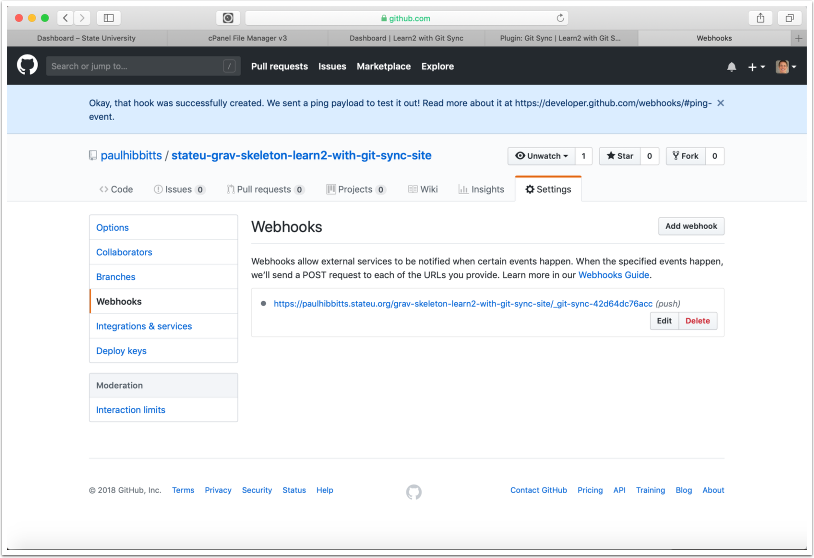 github.com
Dashboard – State University
cPanel File Manager v3
Dashboard | Learn2 with Git Sync
Plugin: Git Sync | Learn2 with Git S...
Webhooks
Search or jump to...
/
Pull requests
Issues
Marketplace
Explore
Okay, that hook was successfully created. We sent a ping payload to test it out! Read more about it at https://developer.github.com/webhooks/#ping-
event.
paulhibbitts / stateu-grav-skeleton-learn2-with-git-sync-site
Unwatch 1
Star 0
Fork 0
Code
Issues 0
Pull requests 0
Projects 0
Wiki
Insights
Settings
Options
Collaborators
Branches
Webhooks
Integrations & services
Deploy keys
Moderation
Interaction limits
Webhooks
Add webhook
Webhooks allow external services to be notified when certain events happen. When the specified events happen,
we'll send a POST request to each of the URLs you provide. Learn more in our Webhooks Guide.
https://paulhibbitts.stateu.org/grav-skeleton-learn2-with-git-sync-site/_git-sync-42d64dc76acc (push)
Edit
Delete
© 2018 GitHub, Inc.
Terms
Privacy
Security
Status
Help
Contact GitHub
Pricing
API
Training
Blog
About